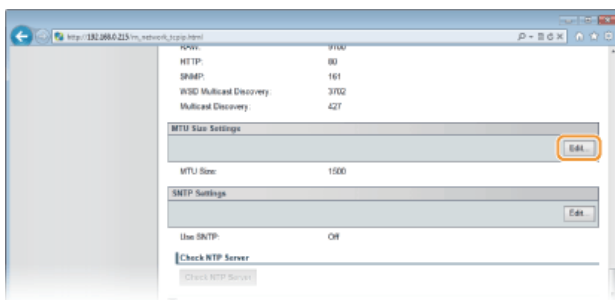 http://192.168.0.215/m_network_tcpip.html
RAW: 9100
HTTP: 80
SNMP: 161
WSD Multicast Discovery: 3702
Multicast Discovery: 427
MTU Size Settings
Edit...
MTU Size: 1500
SNTP Settings
Edit...
Use SNTP: Off
Check NTP Server
Check NTP Server